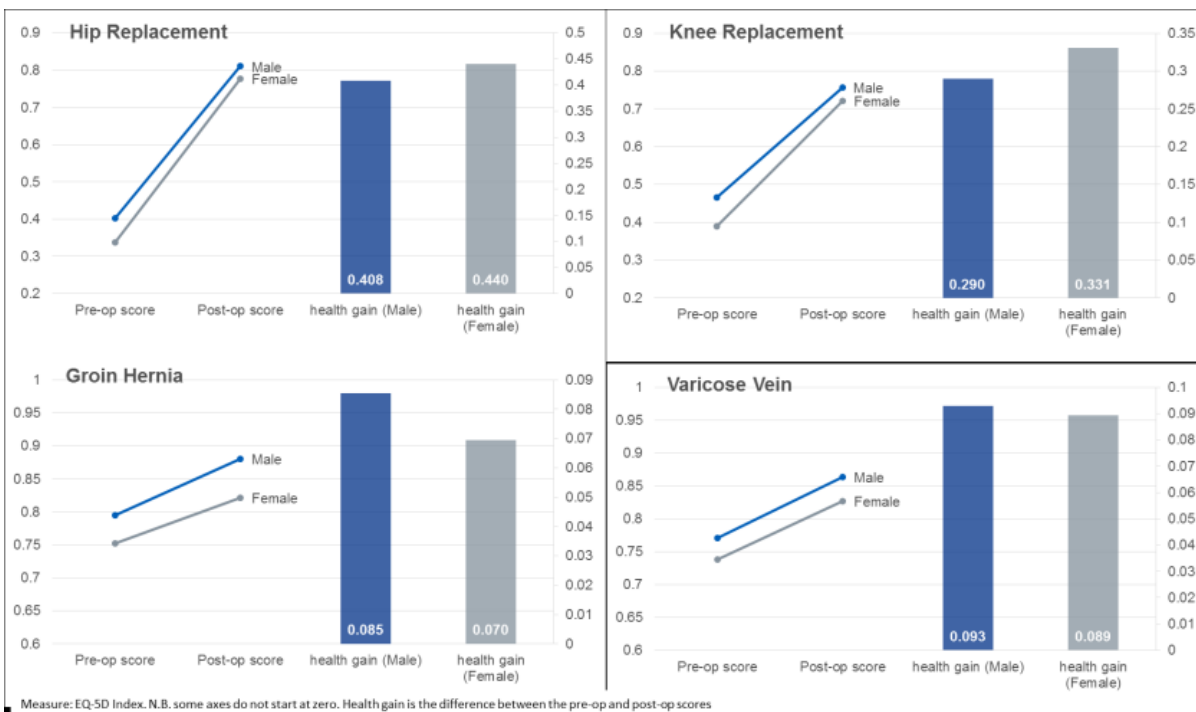 Hip Replacement
0.9
0.8
0.7
0.6
0.5
0.4
0.3
0.2
Male
Female
0.408
0.440
0.5
0.45
0.4
0.35
0.3
0.25
0.2
0.15
0.1
0.05
0
Pre-op score
Post-op score
health gain (Male)
health gain
(Female)
Knee Replacement
0.9
0.8
0.7
0.6
0.5
0.4
0.3
0.2
Male
Female
0.290
0.331
0.35
0.3
0.25
0.2
0.15
0.1
0.05
0
Pre-op score
Post-op score
health gain (Male)
health gain
(Female)
Groin Hernia
1
0.95
0.9
0.85
0.8
0.75
0.7
0.65
0.6
Male
Female
0.085
0.070
0.09
0.08
0.07
0.06
0.05
0.04
0.03
0.02
0.01
0
Pre-op score
Post-op score
health gain (Male)
health gain
(Female)
Varicose Vein
1
0.95
0.9
0.85
0.8
0.75
0.7
0.65
0.6
Male
Female
0.093
0.089
0.1
0.09
0.08
0.07
0.06
0.05
0.04
0.03
0.02
0.01
0
Pre-op score
Post-op score
health gain (Male)
health gain
(Female)
Measure: EQ-5D Index. N.B. some axes do not start at zero. Health gain is the difference between the pre-op and post-op scores